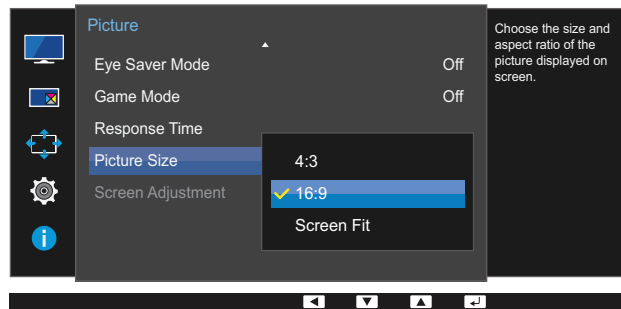 Picture
Eye Saver Mode Off
Game Mode Off
Response Time
Picture Size
Screen Adjustment
4:3
16:9
Screen Fit
Choose the size and
aspect ratio of the
picture displayed on
screen.